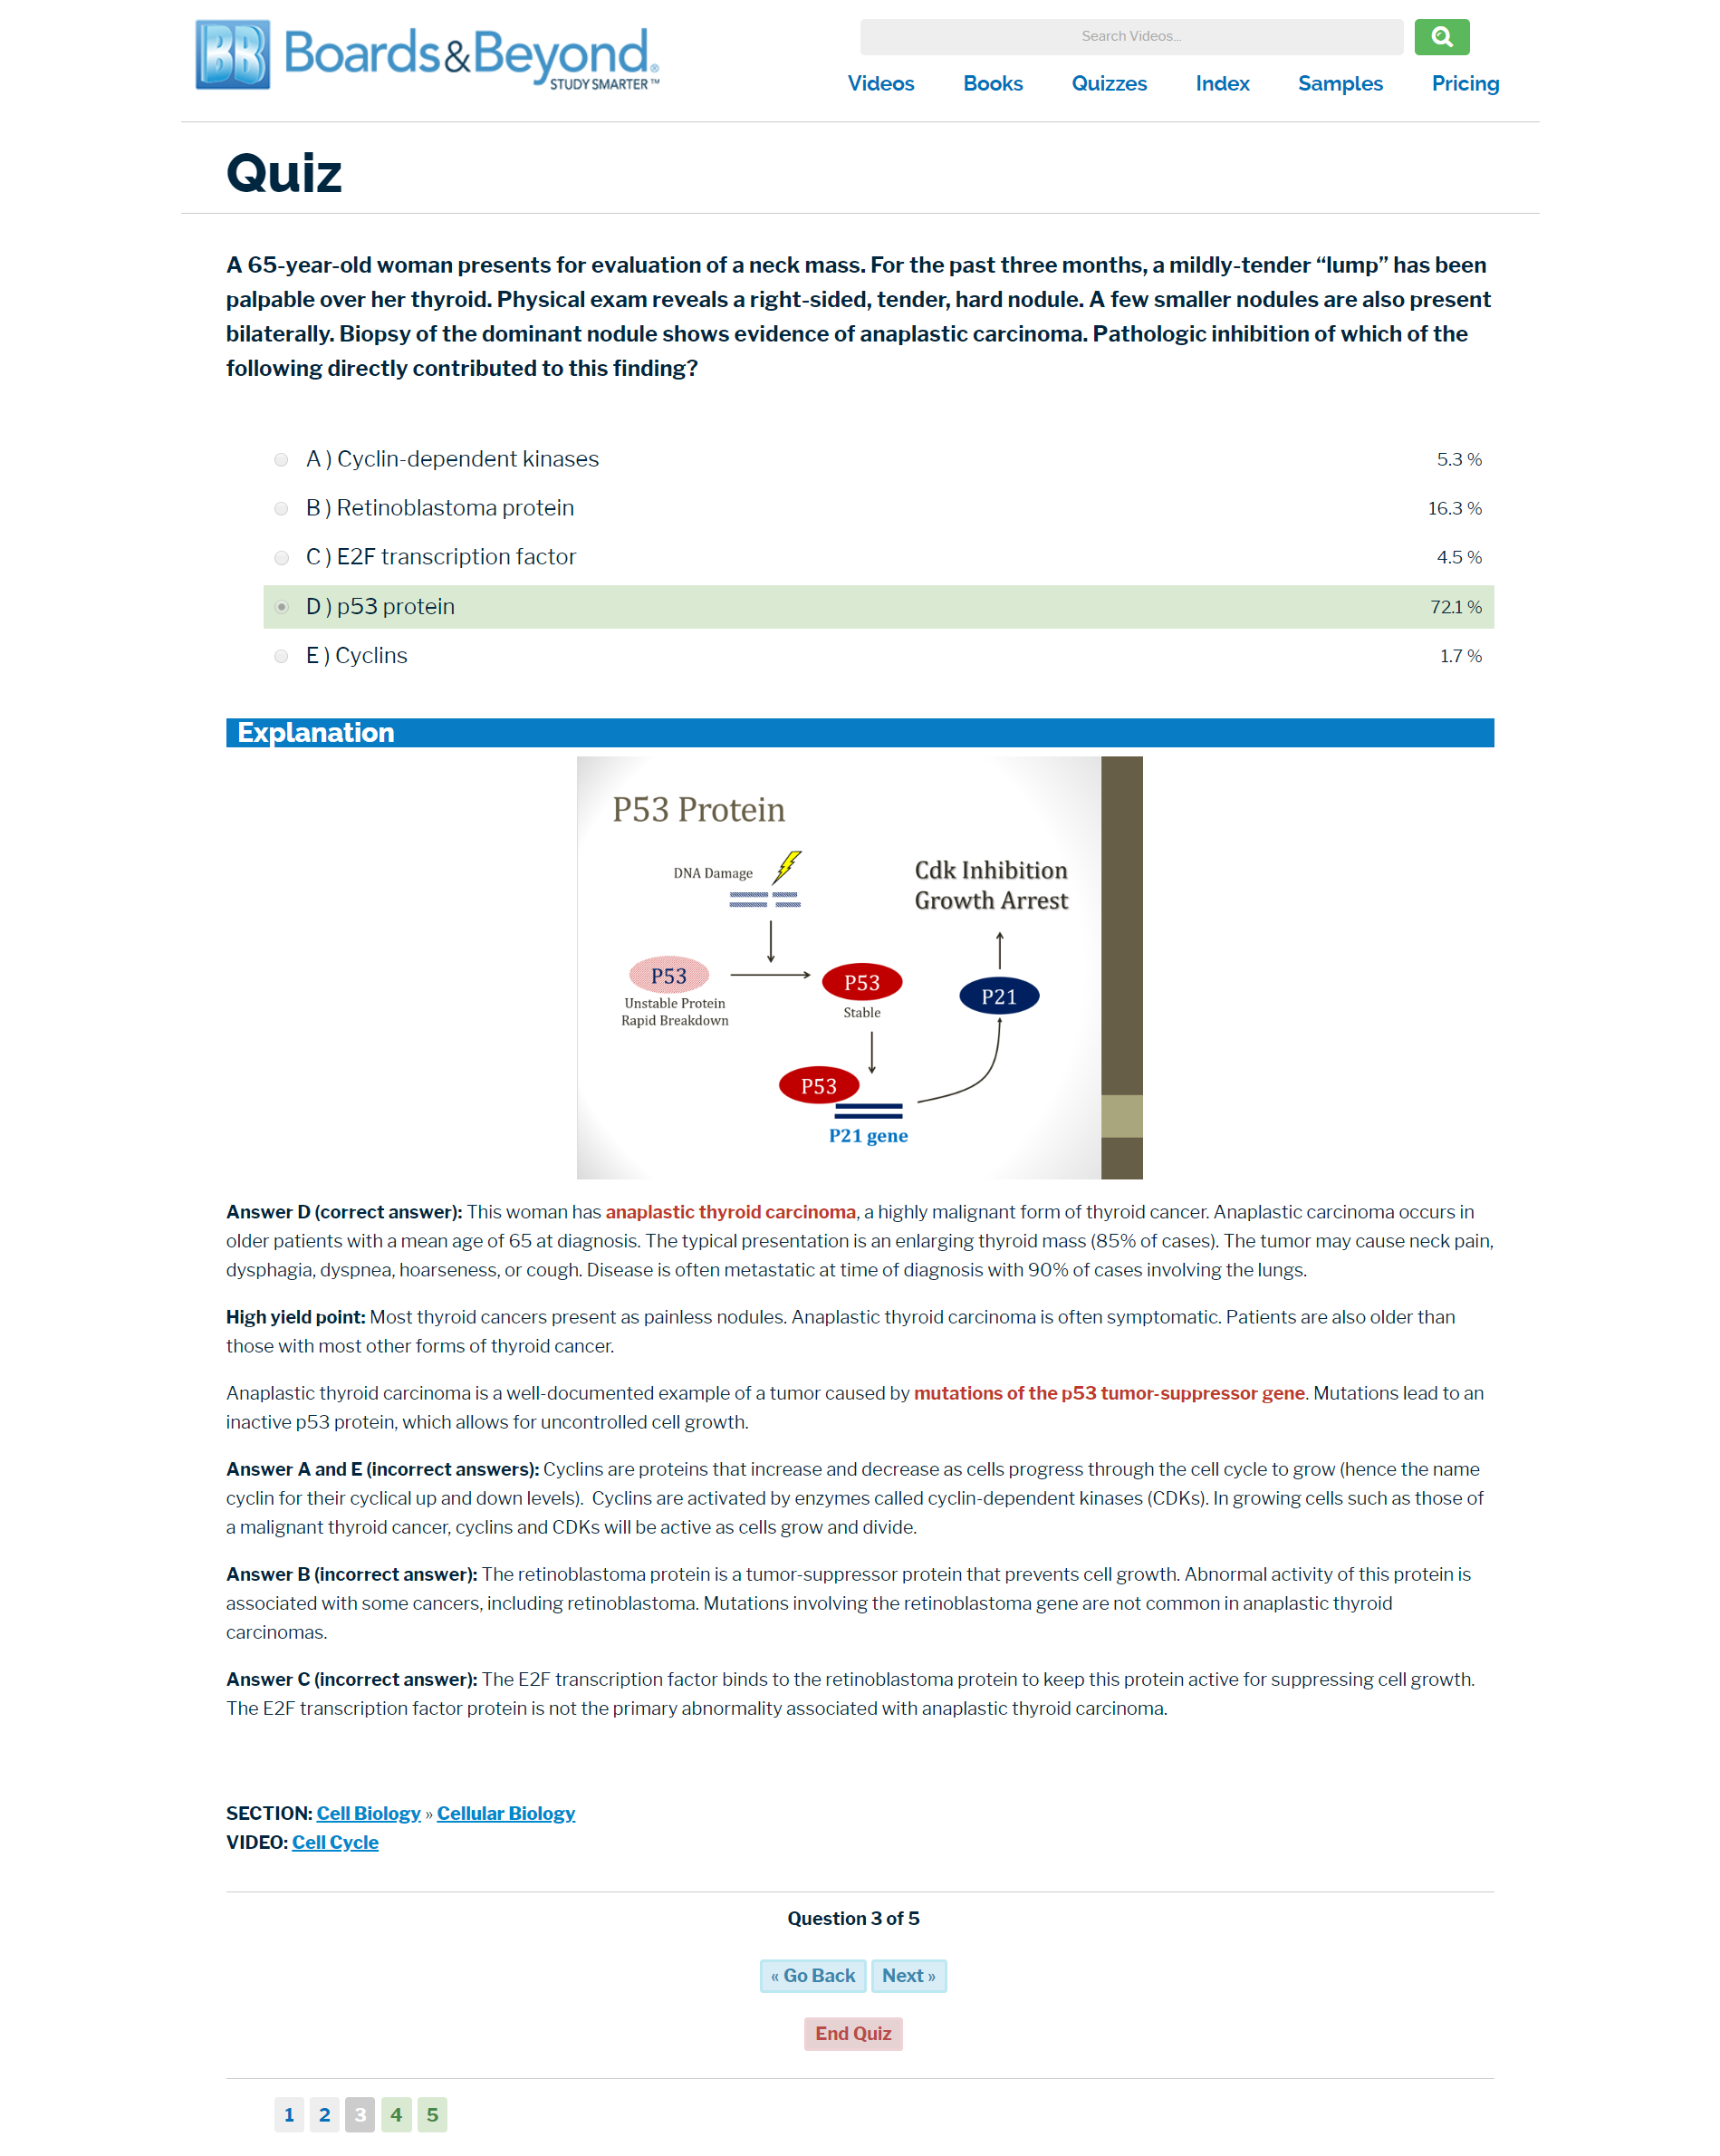 BB Boards&Beyond®
STUDY SMARTER™
Search Videos...
Videos Books Quizzes Index Samples Pricing
Quiz
A 65-year-old woman presents for evaluation of a neck mass. For the past three months, a mildly-tender “lump” has been
palpable over her thyroid. Physical exam reveals a right-sided, tender, hard nodule. A few smaller nodules are also present
bilaterally. Biopsy of the dominant nodule shows evidence of anaplastic carcinoma. Pathologic inhibition of which of the
following directly contributed to this finding?
A ) Cyclin-dependent kinases 5.3 %
B ) Retinoblastoma protein 16.3 %
C ) E2F transcription factor 4.5 %
D ) p53 protein 72.1 %
E ) Cyclins 1.7 %
Explanation
P53 Protein
DNA Damage
Cdk Inhibition
Growth Arrest
P53
Unstable Protein
Rapid Breakdown
P53
Stable
P21
P53
P21 gene
Answer D (correct answer): This woman has anaplastic thyroid carcinoma, a highly malignant form of thyroid cancer. Anaplastic carcinoma occurs in
older patients with a mean age of 65 at diagnosis. The typical presentation is an enlarging thyroid mass (85% of cases). The tumor may cause neck pain,
dysphagia, dyspnea, hoarseness, or cough. Disease is often metastatic at time of diagnosis with 90% of cases involving the lungs.
High yield point: Most thyroid cancers present as painless nodules. Anaplastic thyroid carcinoma is often symptomatic. Patients are also older than
those with most other forms of thyroid cancer.
Anaplastic thyroid carcinoma is a well-documented example of a tumor caused by mutations of the p53 tumor-suppressor gene. Mutations lead to an
inactive p53 protein, which allows for uncontrolled cell growth.
Answer A and E (incorrect answers): Cyclins are proteins that increase and decrease as cells progress through the cell cycle to grow (hence the name
cyclin for their cyclical up and down levels). Cyclins are activated by enzymes called cyclin-dependent kinases (CDKs). In growing cells such as those of
a malignant thyroid cancer, cyclins and CDKs will be active as cells grow and divide.
Answer B (incorrect answer): The retinoblastoma protein is a tumor-suppressor protein that prevents cell growth. Abnormal activity of this protein is
associated with some cancers, including retinoblastoma. Mutations involving the retinoblastoma gene are not common in anaplastic thyroid
carcinomas.
Answer C (incorrect answer): The E2F transcription factor binds to the retinoblastoma protein to keep this protein active for suppressing cell growth.
The E2F transcription factor protein is not the primary abnormality associated with anaplastic thyroid carcinoma.
SECTION: Cell Biology » Cellular Biology
VIDEO: Cell Cycle
Question 3 of 5
« Go Back Next »
End Quiz
1 2 3 4 5